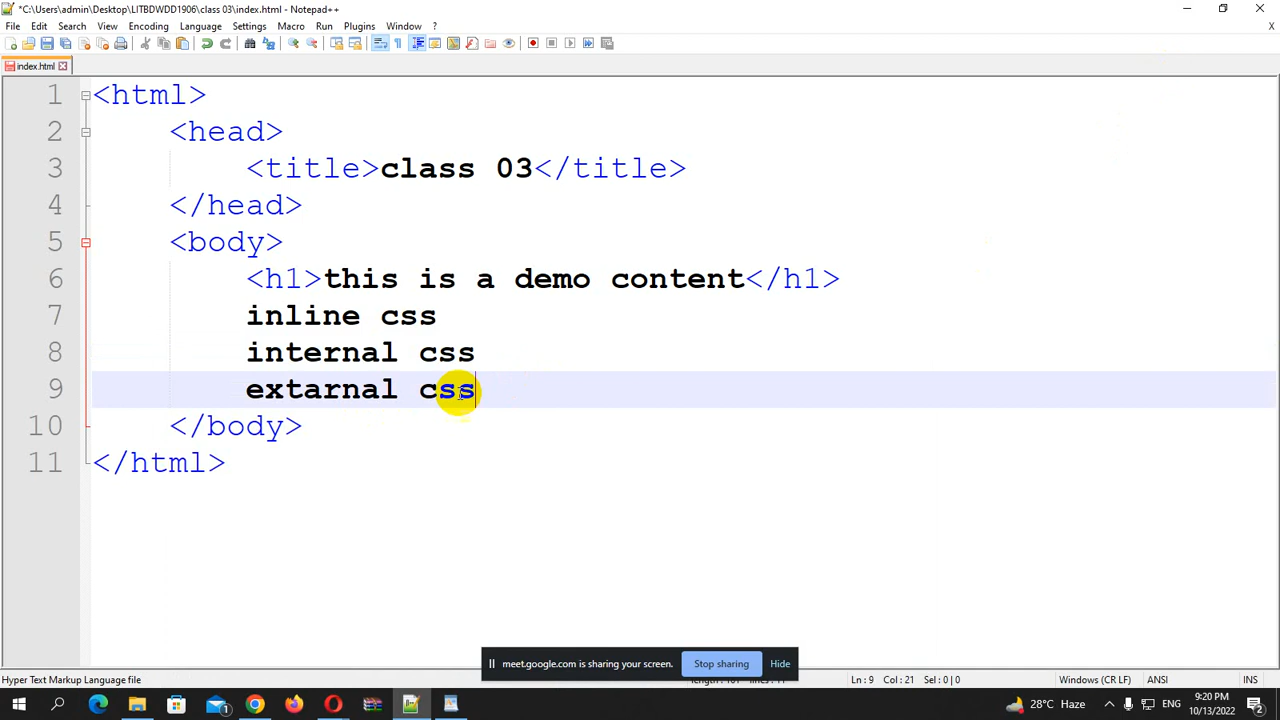 *C:\Users\admin\Desktop\LITBDWDD1906\class 03\index.html - Notepad++
File Edit Search View Encoding Language Settings Macro Run Plugins Window ?
X
index.html
1 <html>
2 <head>
3 <title>class 03</title>
4 </head>
5 <body>
6 <h1>this is a demo content</h1>
7 inline css
8 internal css
9 extarnal css
10 </body>
11 </html>
meet.google.com is sharing your screen. Stop sharing Hide
Hyper Text Markup Language file Ln : 9 Col : 21 Sel : 0 | 0 Windows (CR LF) ANSI INS
28°C Haze ENG 9:20 PM
10/13/2022